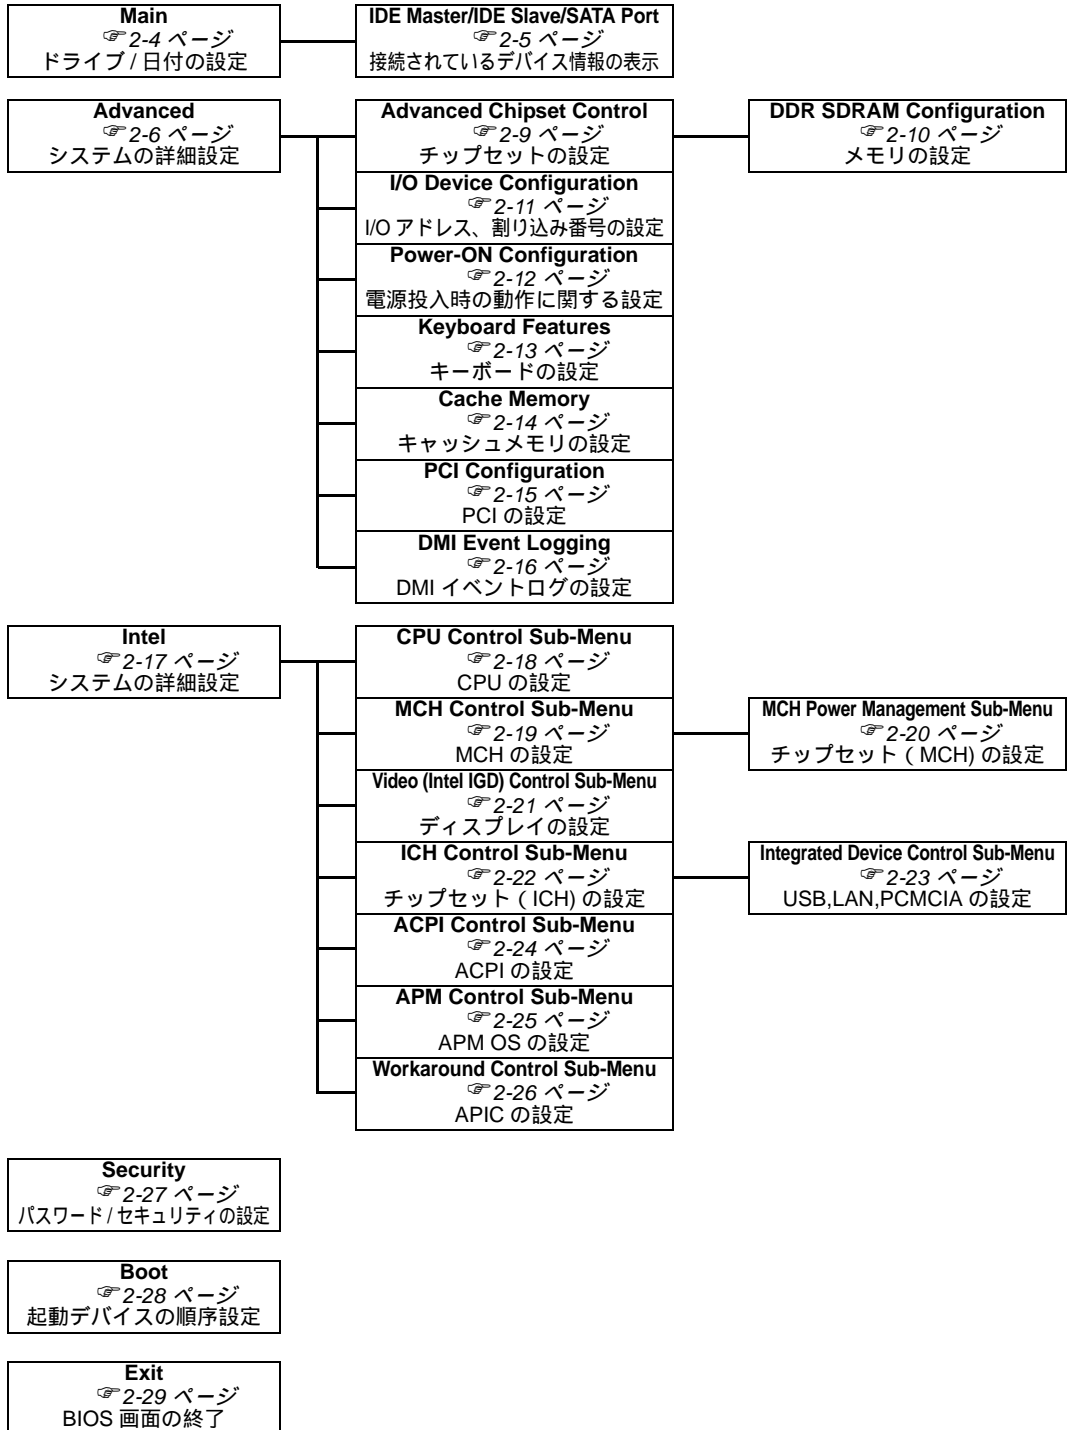 Main
☞ 2-4 ページ
ドライブ / 日付の設定
IDE Master/IDE Slave/SATA Port
☞ 2-5 ページ
接続されているデバイス情報の表示
Advanced
☞ 2-6 ページ
システムの詳細設定
Advanced Chipset Control
☞ 2-9 ページ
チップセットの設定
DDR SDRAM Configuration
☞ 2-10 ページ
メモリの設定
I/O Device Configuration
☞ 2-11 ページ
I/O アドレス、割り込み番号の設定
Power-ON Configuration
☞ 2-12 ページ
電源投入時の動作に関する設定
Keyboard Features
☞ 2-13 ページ
キーボードの設定
Cache Memory
☞ 2-14 ページ
キャッシュメモリの設定
PCI Configuration
☞ 2-15 ページ
PCI の設定
DMI Event Logging
☞ 2-16 ページ
DMI イベントログの設定
Intel
☞ 2-17 ページ
システムの詳細設定
CPU Control Sub-Menu
☞ 2-18 ページ
CPU の設定
MCH Control Sub-Menu
☞ 2-19 ページ
MCH の設定
MCH Power Management Sub-Menu
☞ 2-20 ページ
チップセット ( MCH) の設定
Video (Intel IGD) Control Sub-Menu
☞ 2-21 ページ
ディスプレイの設定
ICH Control Sub-Menu
☞ 2-22 ページ
チップセット ( ICH) の設定
Integrated Device Control Sub-Menu
☞ 2-23 ページ
USB,LAN,PCMCIA の設定
ACPI Control Sub-Menu
☞ 2-24 ページ
ACPI の設定
APM Control Sub-Menu
☞ 2-25 ページ
APM OS の設定
Workaround Control Sub-Menu
☞ 2-26 ページ
APIC の設定
Security
☞ 2-27 ページ
パスワード / セキュリティの設定
Boot
☞ 2-28 ページ
起動デバイスの順序設定
Exit
☞ 2-29 ページ
BIOS 画面の終了